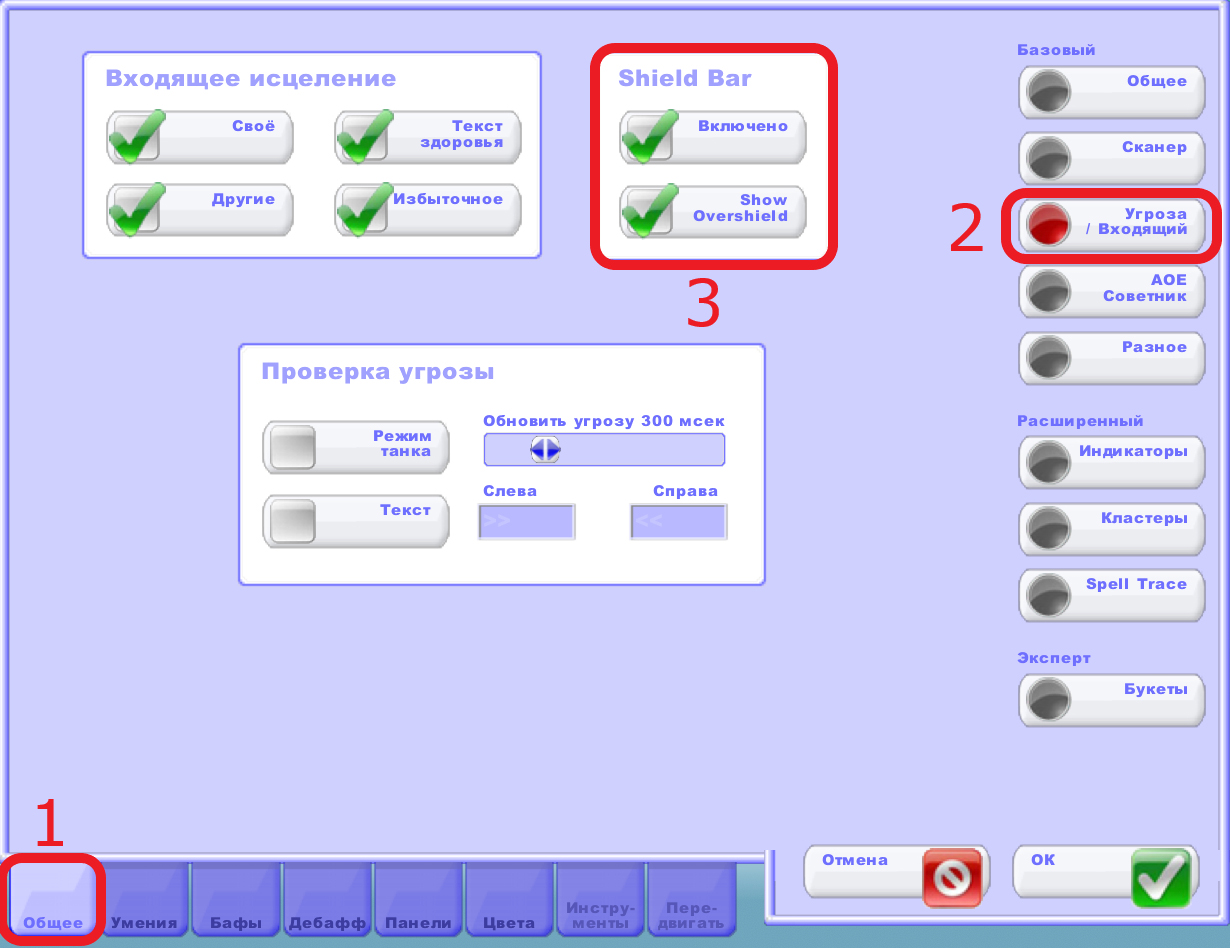 Входящее исцеление
Своё
Текст
здоровья
Другие
Избыточное
Shield Bar
Включено
Show
Overshield
3
Проверка угрозы
Режим
танка
Текст
Обновить угрозу 300 мсек
Слева
Справа
>>
<<
Базовый
Общее
Сканер
2
Угроза
/ Входящий
АОЕ
Советник
Разное
Расширенный
Индикаторы
Кластеры
Spell Trace
Эксперт
Букеты
1
Общее
Умения
Бафы
Дебафф
Панели
Цвета
Инстру-
менты
Пере-
двигать
Отмена
OK